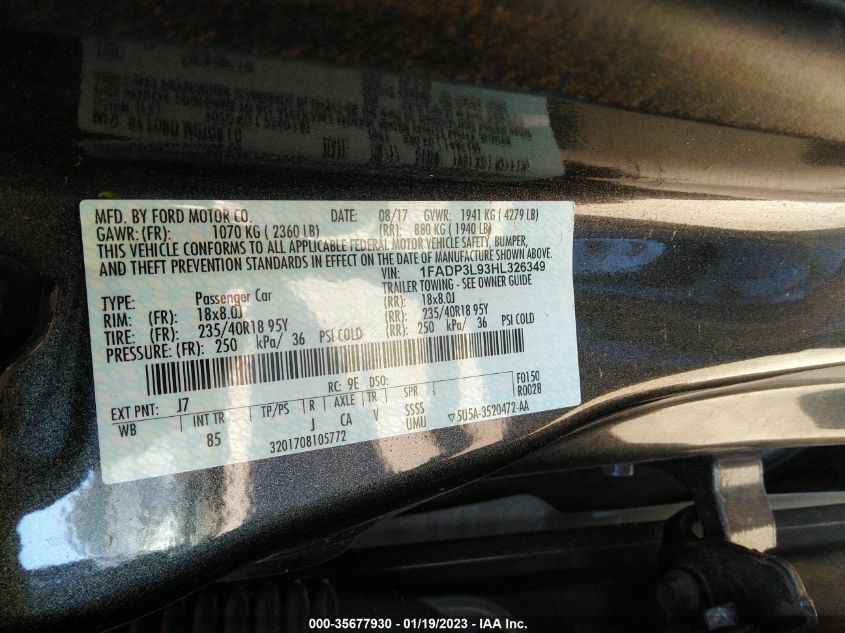 MFD. BY FORD MOTOR CO. DATE: 08/17 GVWR: 1941 KG ( 4279 LB)
GAWR: (FR): 1070 KG ( 2360 LB) (RR): 880 KG ( 1940 LB)
THIS VEHICLE CONFORMS TO ALL APPLICABLE FEDERAL MOTOR VEHICLE SAFETY, BUMPER,
AND THEFT PREVENTION STANDARDS IN EFFECT ON THE DATE OF MANUFACTURE SHOWN ABOVE.
VIN: 1FADP3L93HL326349
TRAILER TOWING - SEE OWNER GUIDE
TYPE: Passenger Car
RIM: (FR): 18x8.0J (RR): 18x8.0J
TIRE: (FR): 235/40R18 95Y (RR): 235/40R18 95Y
PRESSURE: (FR): 250 kPa/ 36 PSI COLD (RR): 250 kPa/ 36 PSI COLD
EXT PNT: J7 RC: 9E DSO: F0150
WB INT TR TP/PS R AXLE TR SPR R0028
85 J CA V SSSS
UMU ▽5U5A-3520472-AA
3201708105772
000-35677930 - 01/19/2023 - IAA Inc.